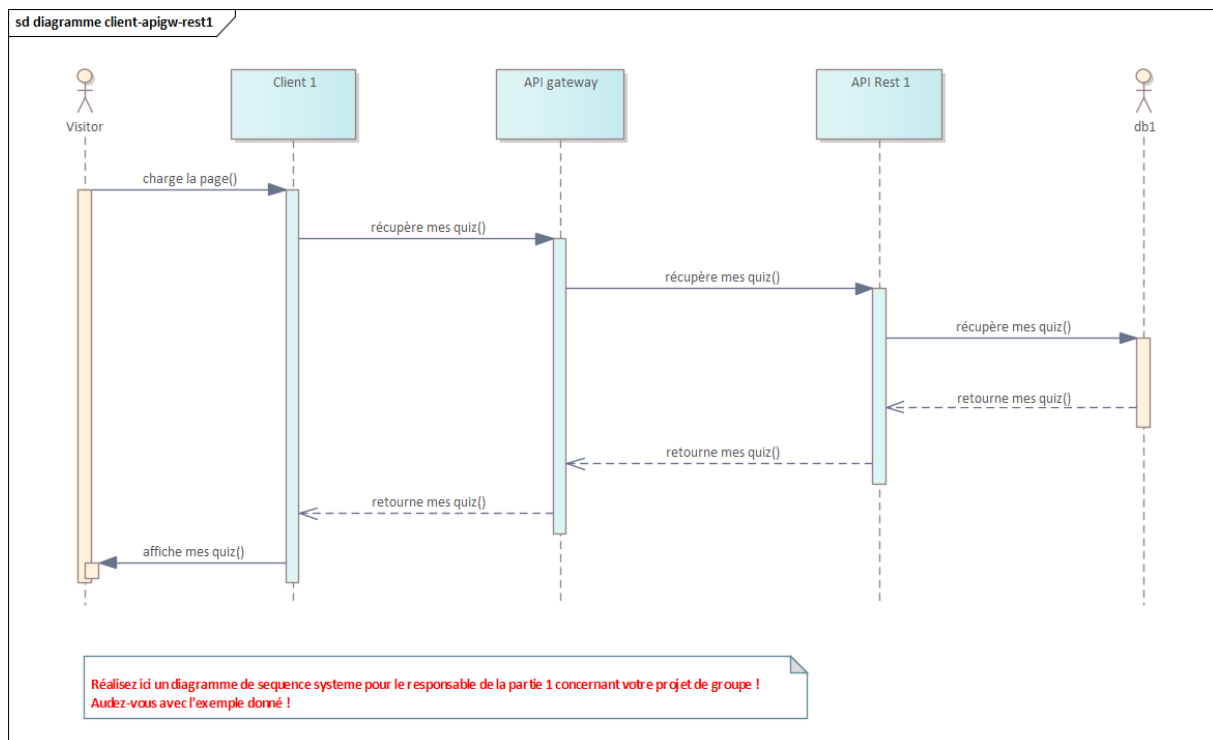 sd diagramme client-apigw-rest1
Visitor
Client 1
API gateway
API Rest 1
db1
charge la page()
récupère mes quiz()
récupère mes quiz()
récupère mes quiz()
retourne mes quiz()
retourne mes quiz()
retourne mes quiz()
affiche mes quiz()
Réalisez ici un diagramme de sequence systeme pour le responsable de la partie 1 concernant votre projet de groupe !
Audez-vous avec l'exemple donné !